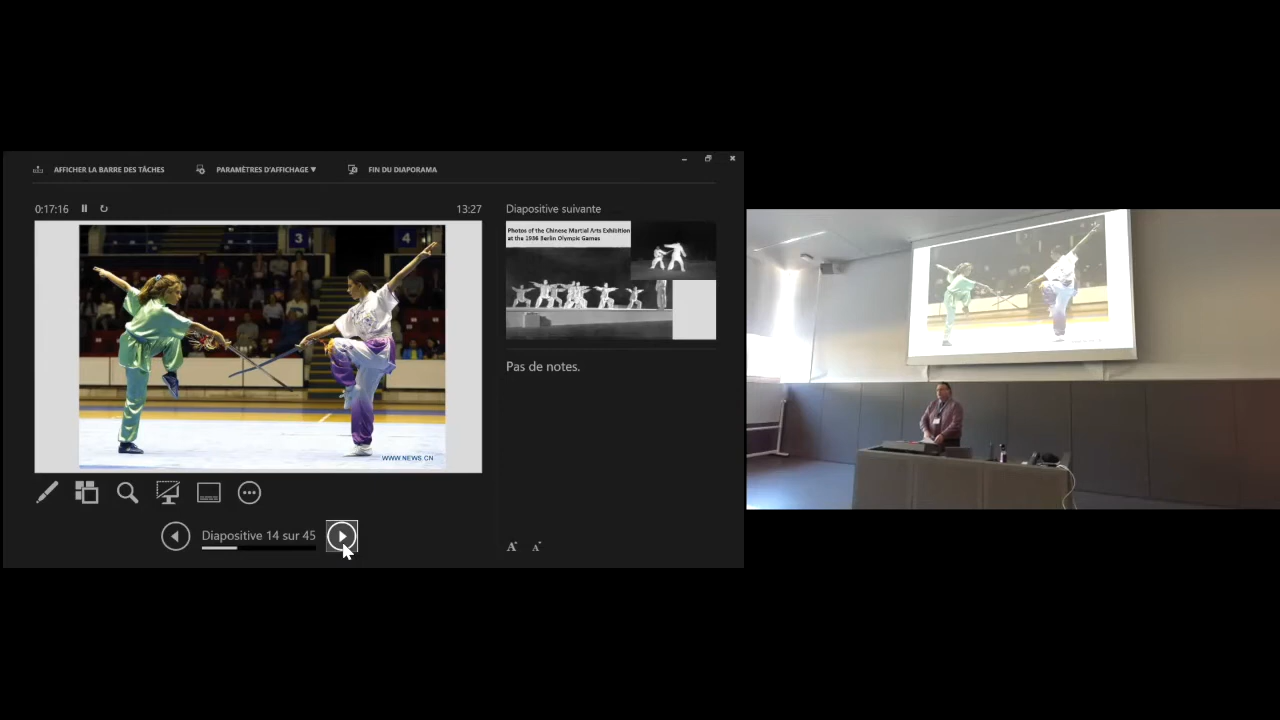 AFFICHER LA BARRE DES TÂCHES
PARAMÈTRES D'AFFICHAGE ▼
FIN DU DIAPORAMA
0:17:16
13:27
3
4
WWW.NEWS.CN
Diapositive 14 sur 45
Diapositive suivante
Photos of the Chinese Martial Arts Exhibition
at the 1936 Berlin Olympic Games
Pas de notes.
A A